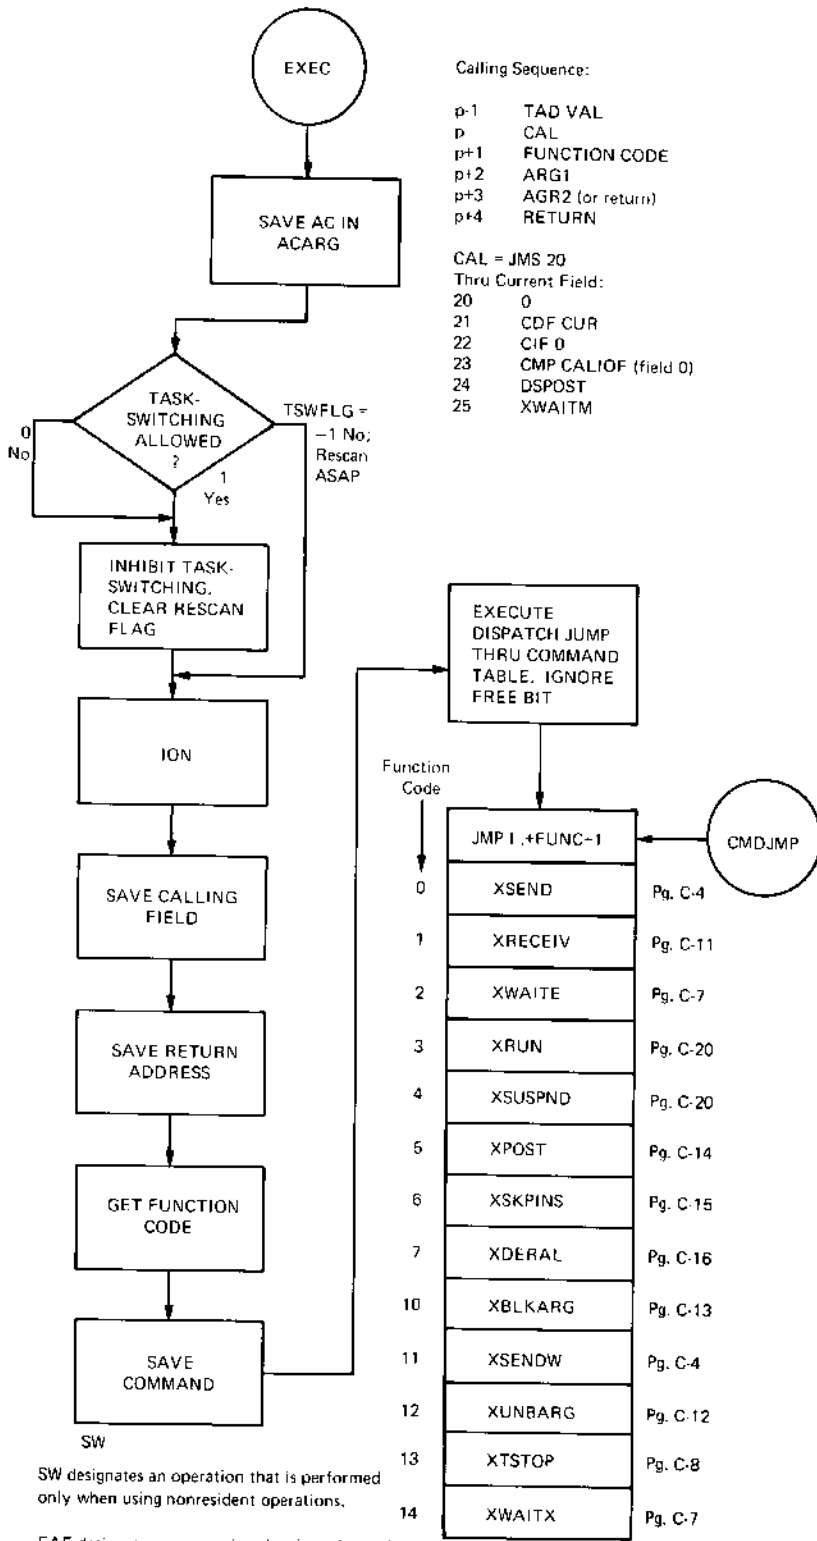 EXEC
Calling Sequence:
p-1 TAD VAL
p CAL
p+1 FUNCTION CODE
p+2 ARG1
p+3 AGR2 (or return)
p+4 RETURN
SAVE AC IN
ACARG
CAL = JMS 20
Thru Current Field:
20 0
21 CDF CUR
22 CIF 0
23 CMP CALIOF (field 0)
24 DSPOST
25 XWAITM
TASK-
SWITCHING
ALLOWED
?
0
No
1
Yes
TSWFLG =
-1 No;
Rescan
ASAP
INHIBIT TASK-
SWITCHING.
CLEAR RESCAN
FLAG
ION
SAVE CALLING
FIELD
SAVE RETURN
ADDRESS
GET FUNCTION
CODE
SAVE
COMMAND
SW
EXECUTE
DISPATCH JUMP
THRU COMMAND
TABLE. IGNORE
FREE BIT
Function
Code
JMP I .+FUNC+1
CMDJMP
0 XSEND Pg. C-4
1 XRECEIV Pg. C-11
2 XWAITE Pg. C-7
3 XRUN Pg. C-20
4 XSUSPND Pg. C-20
5 XPOST Pg. C-14
6 XSKPINS Pg. C-15
7 XDERAL Pg. C-16
10 XBLKARG Pg. C-13
11 XSENDW Pg. C-4
12 XUNBARG Pg. C-12
13 XTSTOP Pg. C-8
14 XWAITX Pg. C-7
SW designates an operation that is performed
only when using nonresident operations.